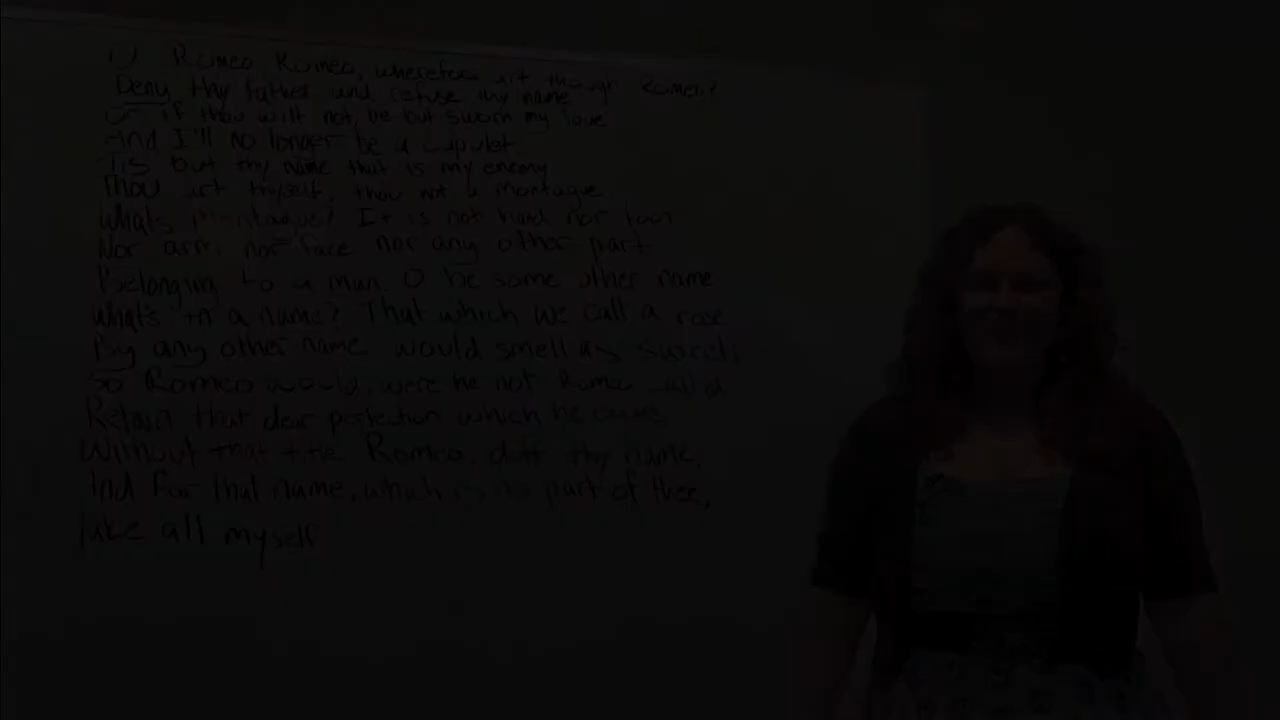 O Romeo Romeo, wherefore art though Romeo?
Deny thy father and refuse thy name
Or if thou wilt not, be but sworn my love
And I'll no longer be a capulet
Tis but thy name that is my enemy
Thou art thyself, thou not a montague
Whats montague? It is not hand nor foot
Nor arm nor face nor any other part
Belonging to a man. O be some other name
What's in a name? That which we call a rose
By any other name would smell as sweet;
So Romeo would, were he not Romeo call'd
Retain that dear perfection which he owes
Without that title Romeo, doff thy name,
And for that name, which is no part of thee,
Take all myself